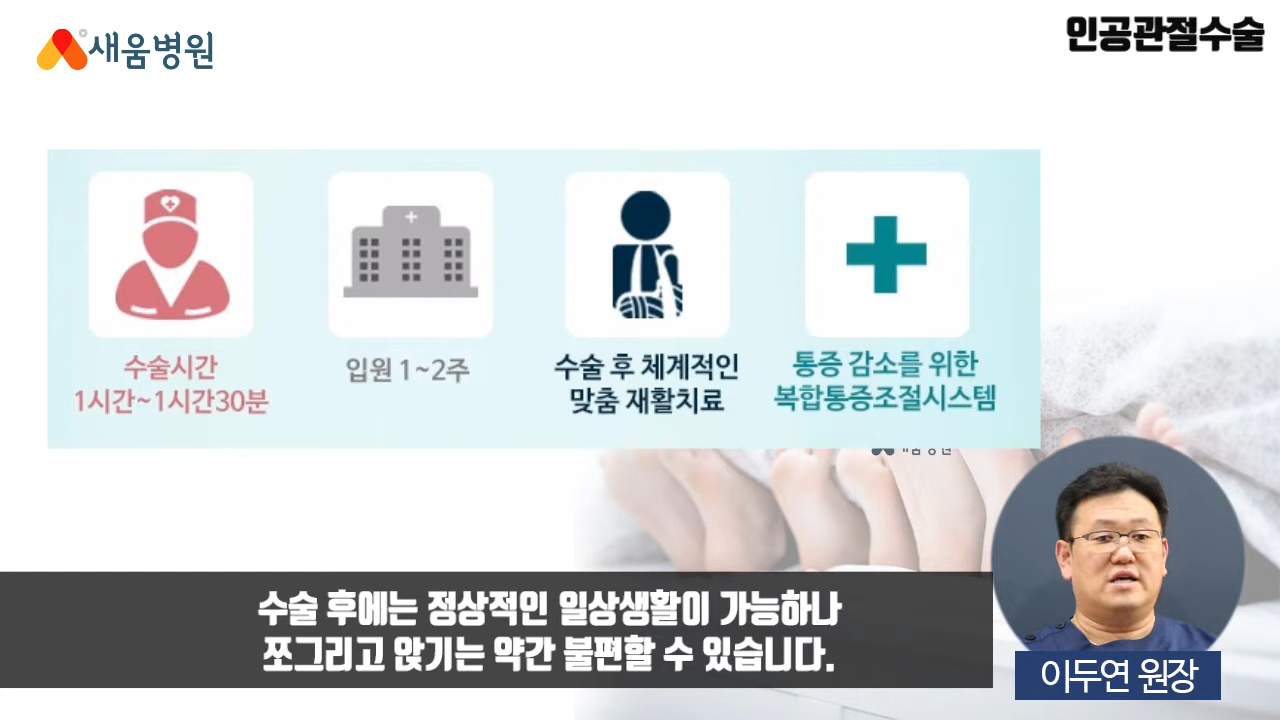 새움병원
인공관절수술
수술시간
1시간~1시간30분
입원 1~2주
수술 후 체계적인
맞춤 재활치료
통증 감소를 위한
복합통증조절시스템
수술 후에는 정상적인 일상생활이 가능하나
쪼그리고 앉기는 약간 불편할 수 있습니다.
이두연 원장